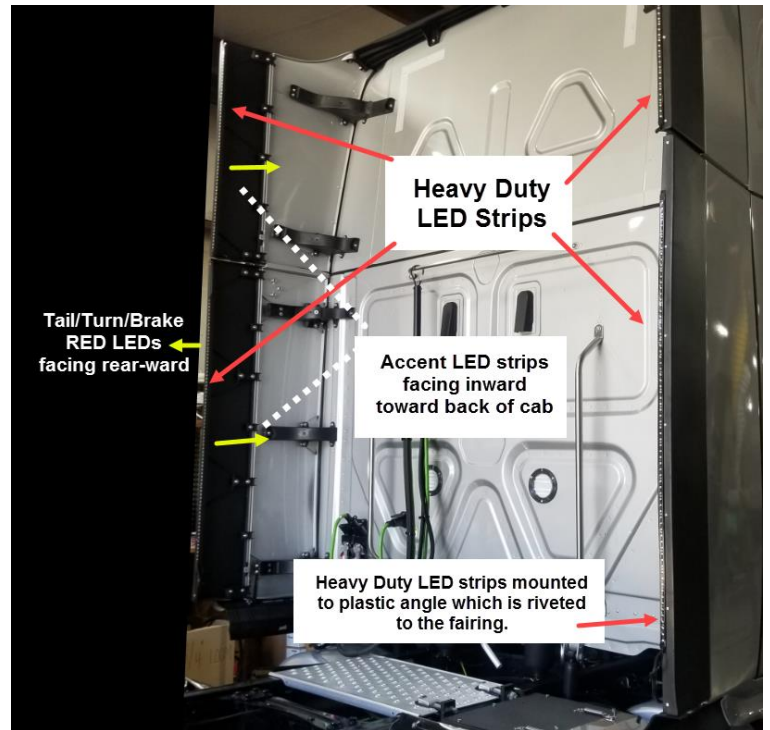 Heavy Duty
LED Strips
Tail/Turn/Brake
RED LEDs
facing rear-ward
Accent LED strips
facing inward
toward back of cab
Heavy Duty LED strips mounted
to plastic angle which is riveted
to the fairing.